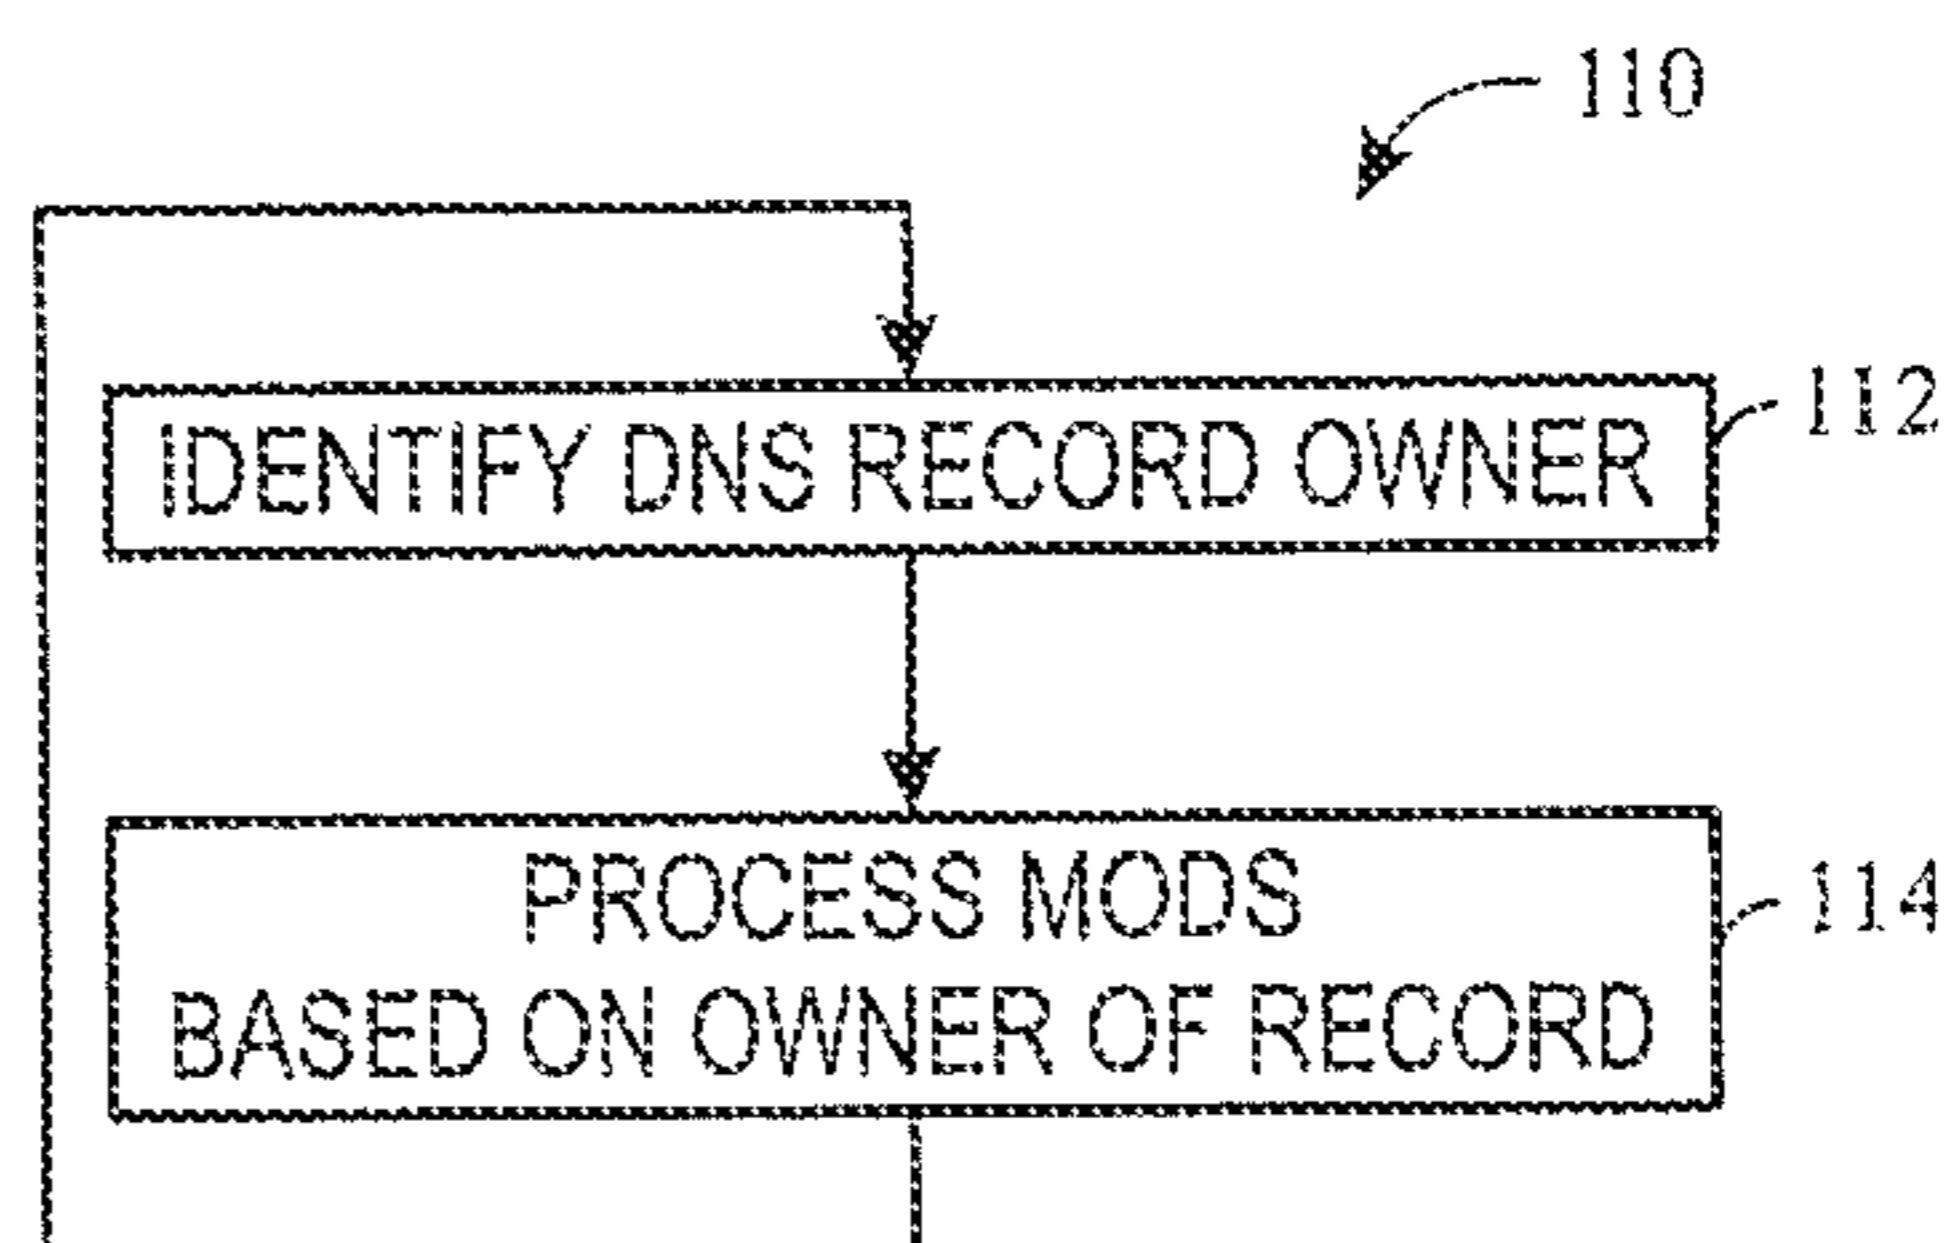 110
IDENTIFY DNS RECORD OWNER
112
PROCESS MODS
BASED ON OWNER OF RECORD
114